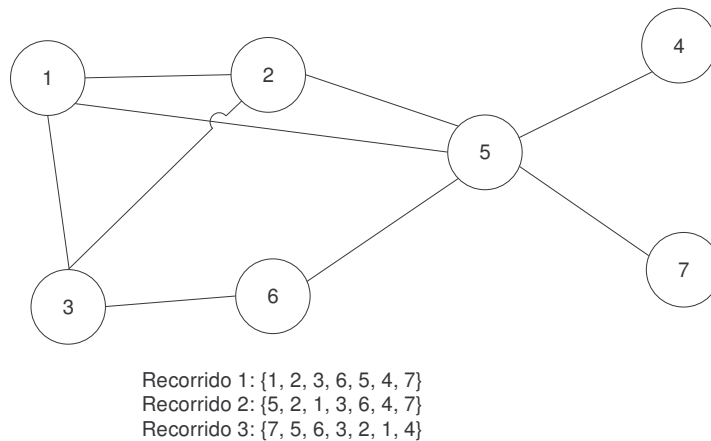 1
2
4
5
3
6
7
Recorrido 1: {1, 2, 3, 6, 5, 4, 7}
Recorrido 2: {5, 2, 1, 3, 6, 4, 7}
Recorrido 3: {7, 5, 6, 3, 2, 1, 4}